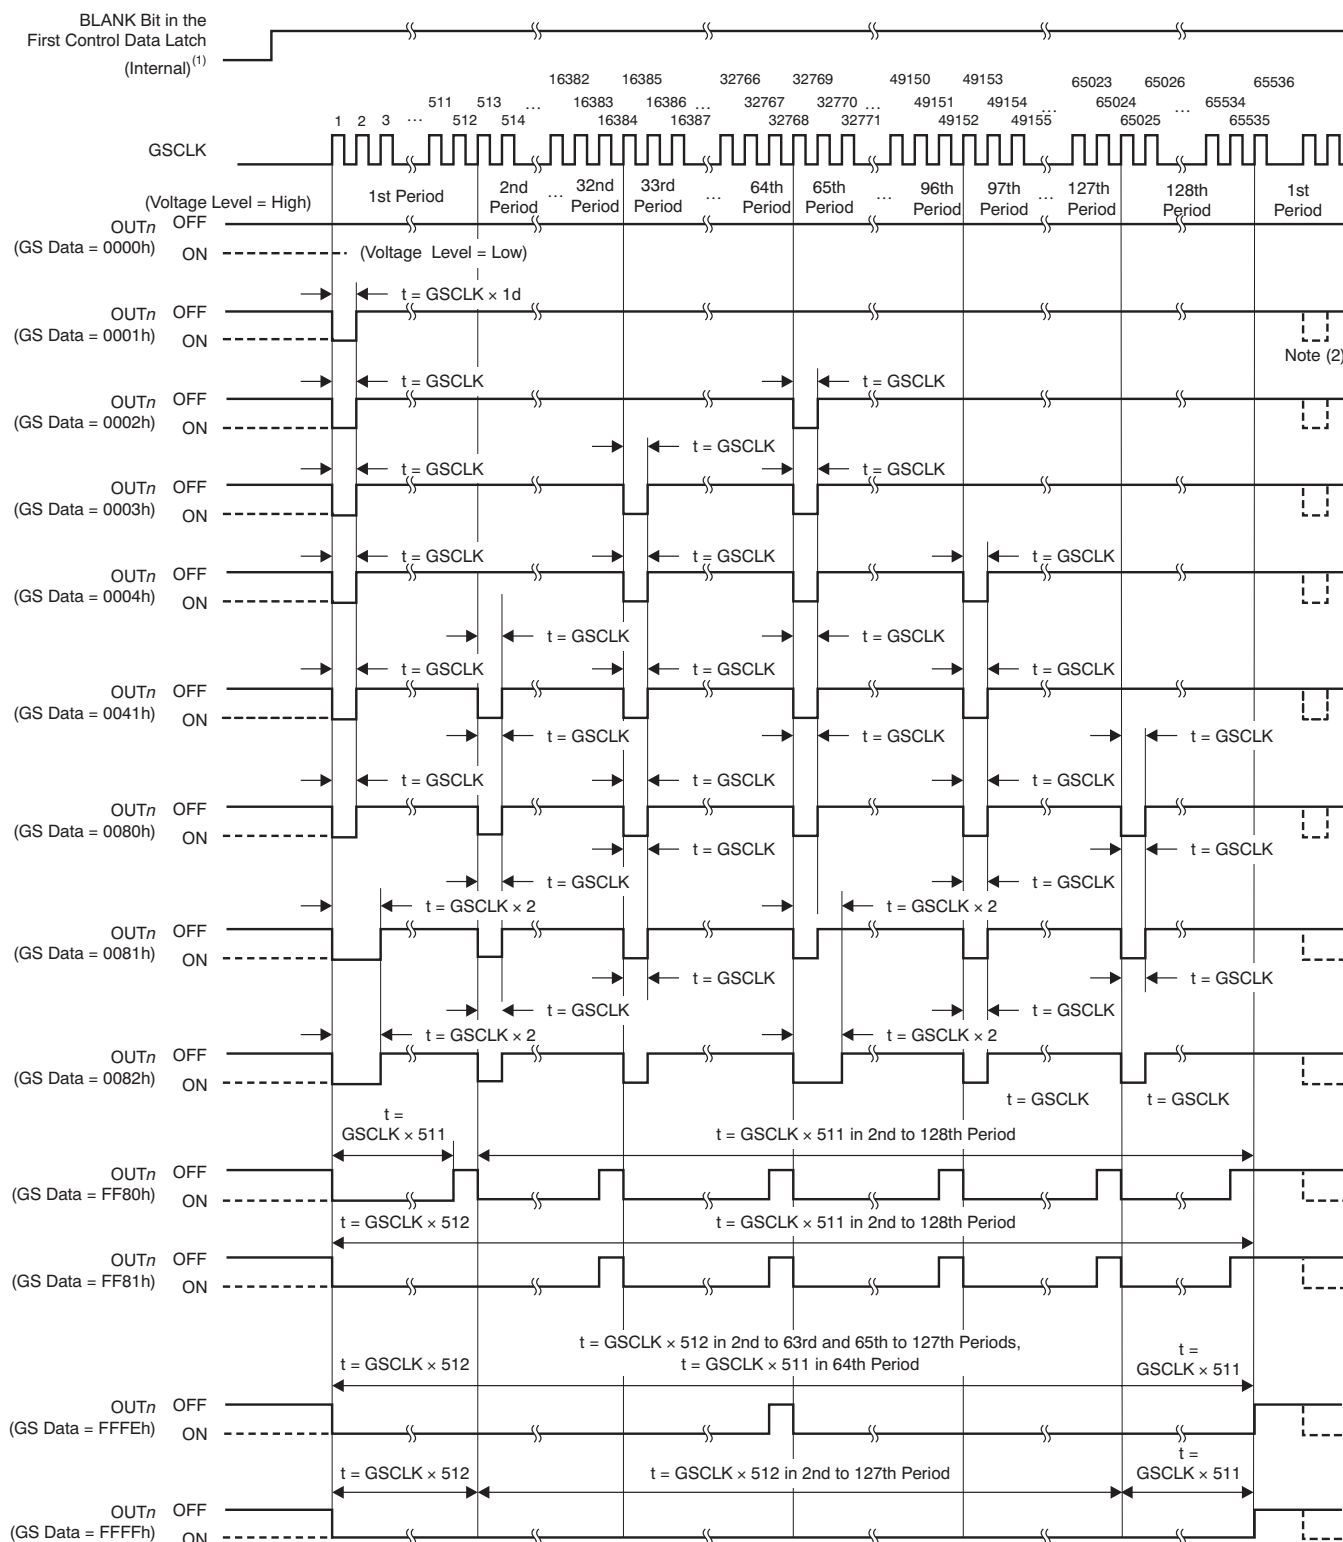 BLANK Bit in the
First Control Data Latch
(Internal)(1)
16382 16385 32766 32769 49150 49153 65023 65026 65536
511 513 ... 16383 16386 ... 32767 32770 ... 49151 49154 ... 65024 ... 65534
1 2 3 ... 512 514 16384 16387 32768 32771 49152 49155 65025 65535
GSCLK
(Voltage Level = High) 1st Period 2nd Period ... 32nd Period 33rd Period ... 64th Period 65th Period ... 96th Period 97th Period ... 127th Period 128th Period 1st Period
OUTn OFF
(GS Data = 0000h) ON (Voltage Level = Low)
t = GSCLK × 1d
OUTn OFF
(GS Data = 0001h) ON
Note (2)
t = GSCLK t = GSCLK
OUTn OFF
(GS Data = 0002h) ON
t = GSCLK
t = GSCLK t = GSCLK
OUTn OFF
(GS Data = 0003h) ON
t = GSCLK t = GSCLK t = GSCLK
OUTn OFF
(GS Data = 0004h) ON
t = GSCLK t = GSCLK
t = GSCLK t = GSCLK t = GSCLK
OUTn OFF
(GS Data = 0041h) ON
t = GSCLK t = GSCLK t = GSCLK
t = GSCLK t = GSCLK t = GSCLK
OUTn OFF
(GS Data = 0080h) ON
t = GSCLK t = GSCLK
t = GSCLK t = GSCLK
t = GSCLK × 2 t = GSCLK × 2
OUTn OFF
(GS Data = 0081h) ON
t = GSCLK t = GSCLK
t = GSCLK t = GSCLK
t = GSCLK × 2 t = GSCLK × 2
OUTn OFF
(GS Data = 0082h) ON
t = GSCLK t = GSCLK
t =
GSCLK × 511 t = GSCLK × 511 in 2nd to 128th Period
OUTn OFF
(GS Data = FF80h) ON
t = GSCLK × 512 t = GSCLK × 511 in 2nd to 128th Period
OUTn OFF
(GS Data = FF81h) ON
t = GSCLK × 512 in 2nd to 63rd and 65th to 127th Periods,
t = GSCLK × 512 t = GSCLK × 511 in 64th Period t = GSCLK × 511
OUTn OFF
(GS Data = FFFEh) ON
t = GSCLK × 512 t = GSCLK × 512 in 2nd to 127th Period t = GSCLK × 511
OUTn OFF
(GS Data = FFFFh) ON